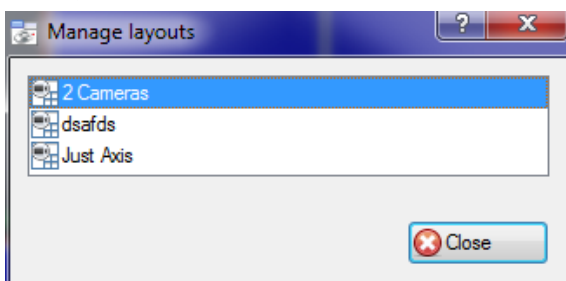 Manage layouts
? X
2 Cameras
dsafds
Just Axis
Close